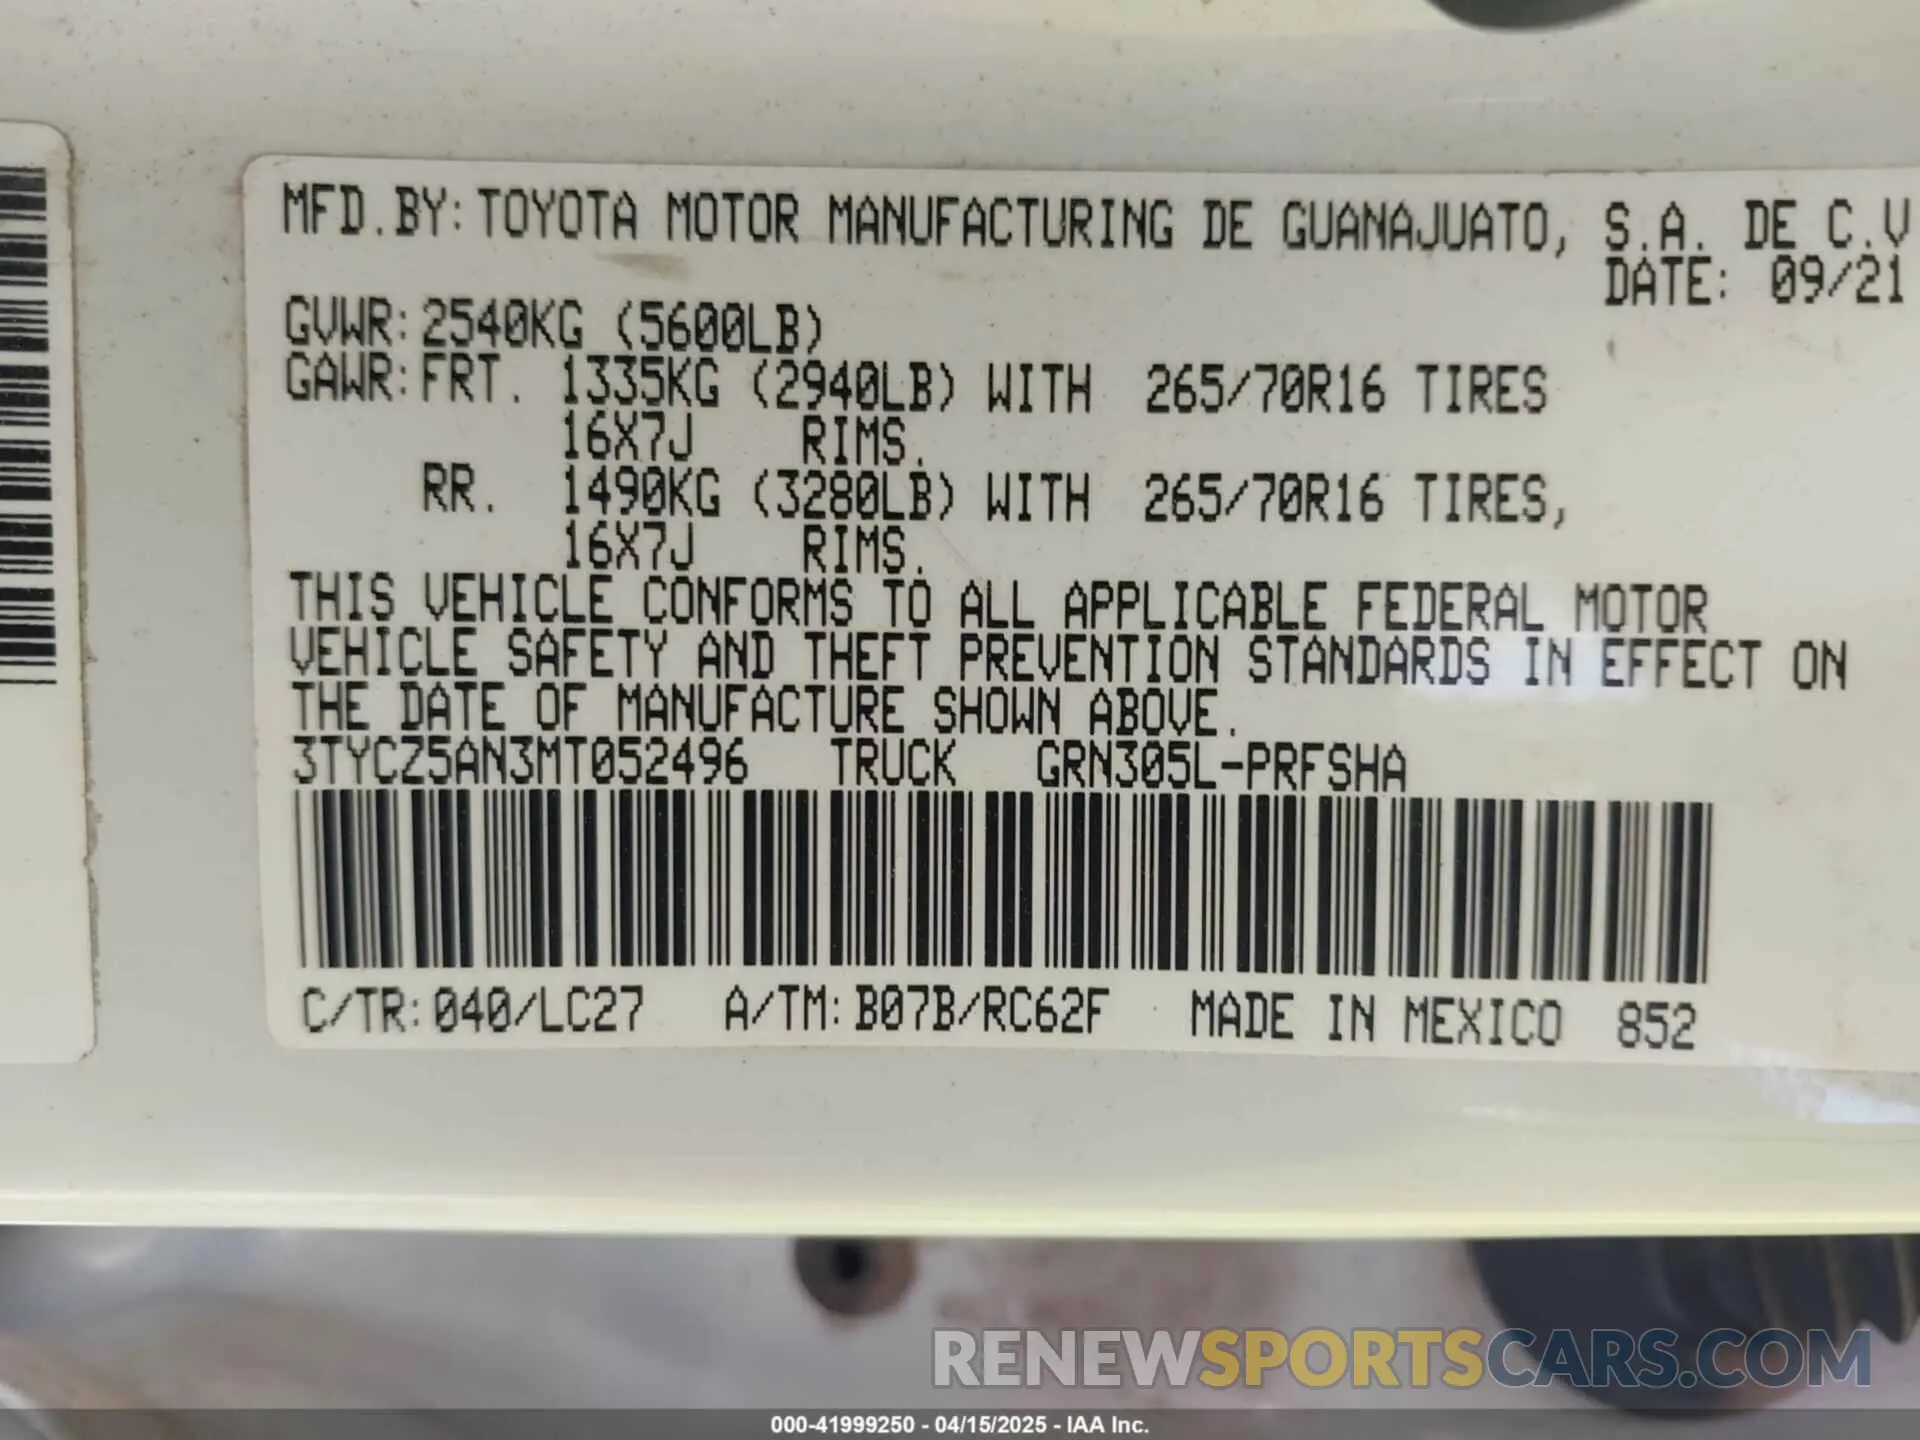 MFD.BY: TOYOTA MOTOR MANUFACTURING DE GUANAJUATO, S.A. DE C.V
DATE: 09/21
GVWR: 2540KG (5600LB)
GAWR: FRT. 1335KG (2940LB) WITH 265/70R16 TIRES
16X7J RIMS.
RR. 1490KG (3280LB) WITH 265/70R16 TIRES,
16X7J RIMS.
THIS VEHICLE CONFORMS TO ALL APPLICABLE FEDERAL MOTOR
VEHICLE SAFETY AND THEFT PREVENTION STANDARDS IN EFFECT ON
THE DATE OF MANUFACTURE SHOWN ABOVE.
3TYCZ5AN3MT052496 TRUCK GRN305L-PRFSHA
C/TR: 040/LC27 A/TM: B07B/RC62F MADE IN MEXICO 852
RENEWSPORTSCARS.COM
000-41999250 - 04/15/2025 - IAA Inc.